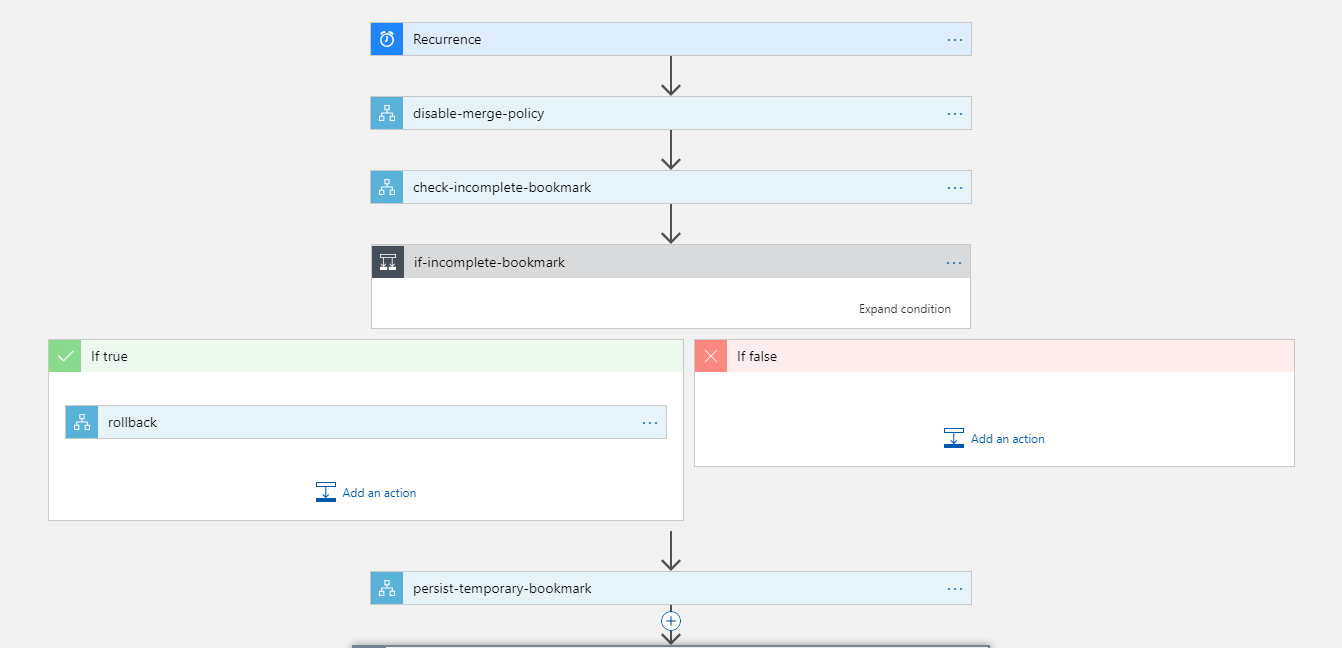 Recurrence
disable-merge-policy
check-incomplete-bookmark
if-incomplete-bookmark
Expand condition
If true
If false
rollback
Add an action
Add an action
persist-temporary-bookmark